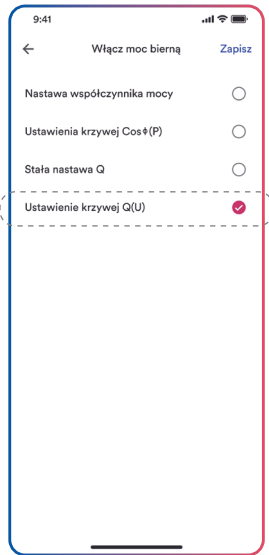 9:41
Włącz moc bierną Zapisz
Nastawa współczynnika mocy
Ustawienia krzywej CosΦ(P)
Stała nastawa Q
Ustawienie krzywej Q(U)